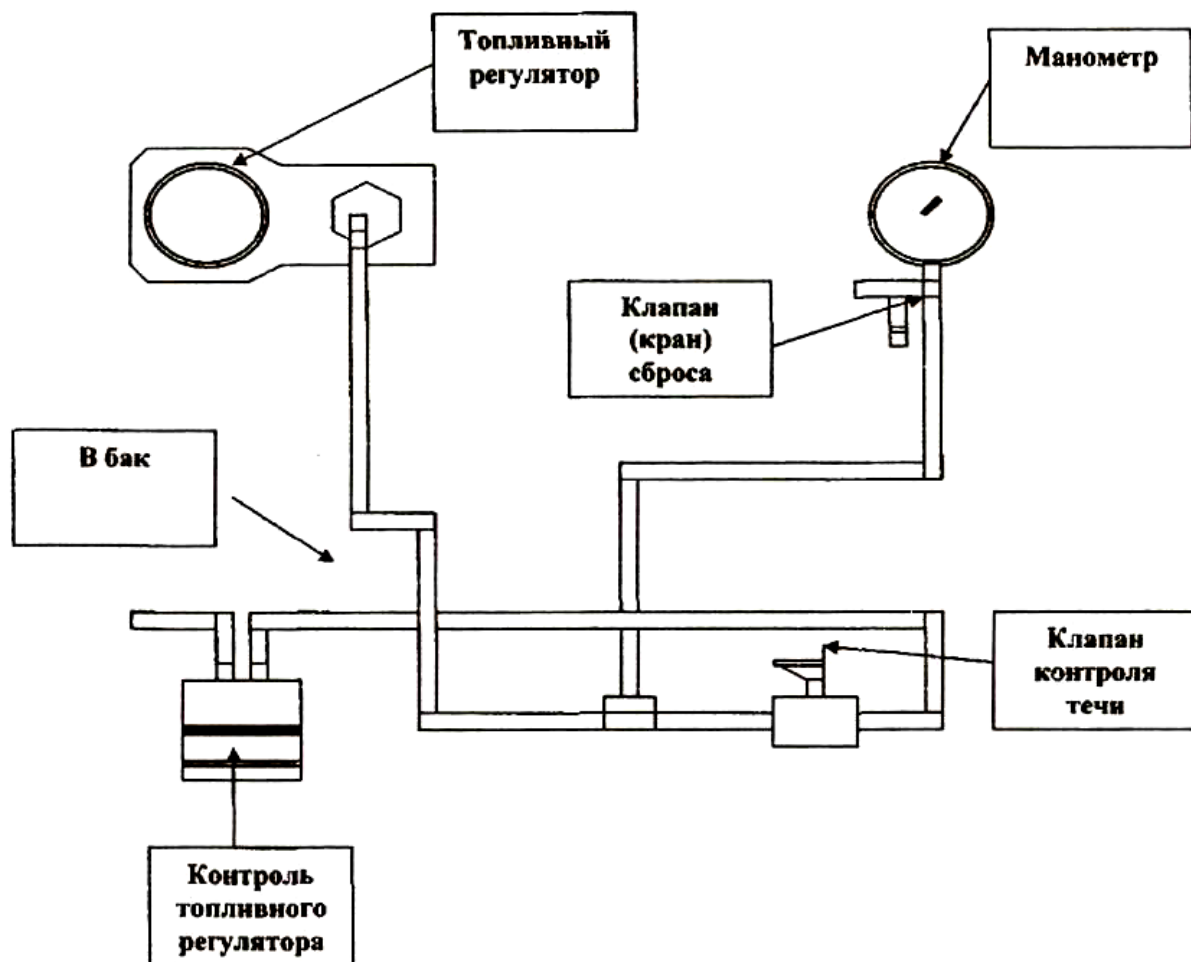 Топливный
регулятор
Манометр
Клапан
(кран)
сброса
В бак
Клапан
контроля
течи
Контроль
топливного
регулятора